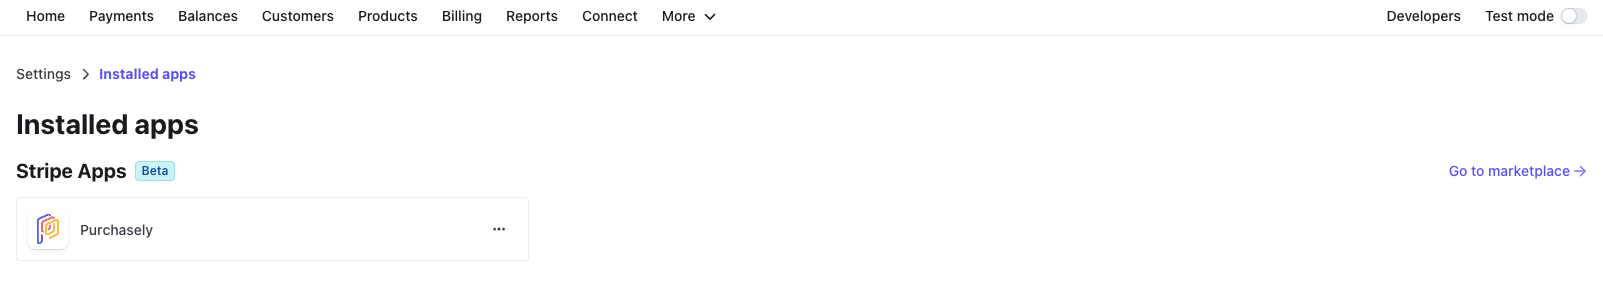 Home Payments Balances Customers Products Billing Reports Connect More Developers Test mode
Settings > Installed apps
Installed apps
Stripe Apps Beta Go to marketplace →
Purchasely ...